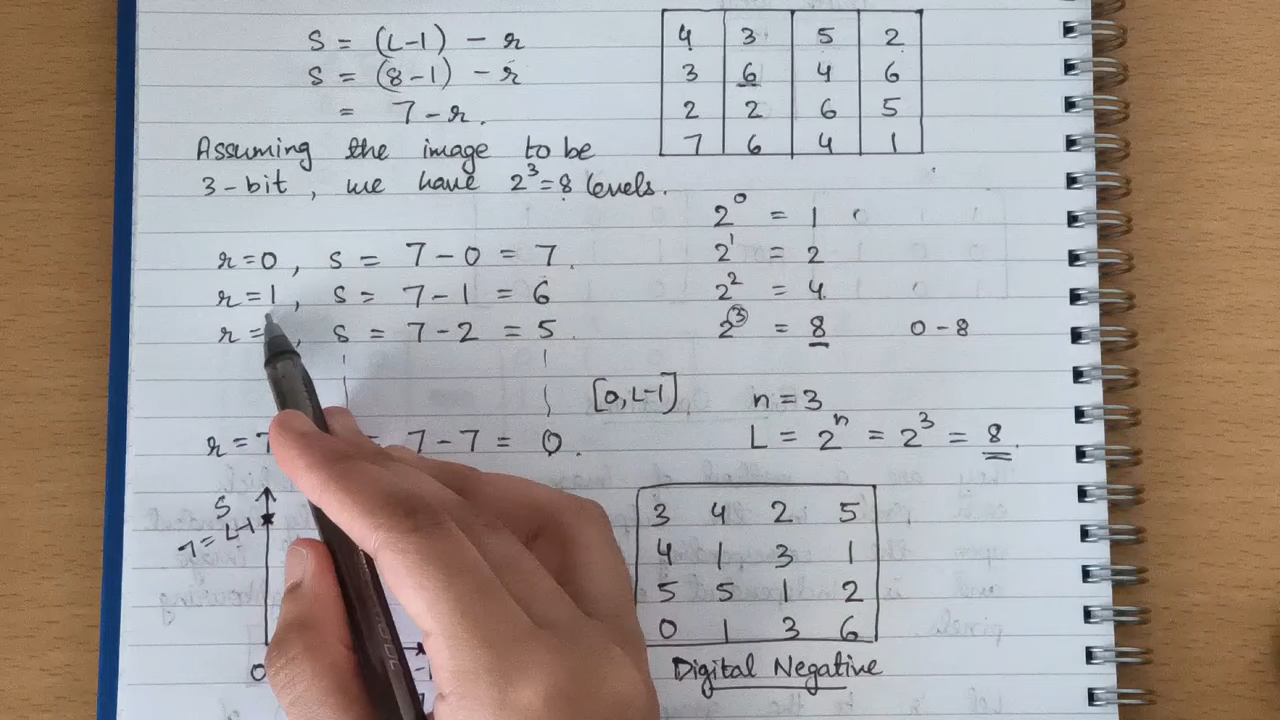 S = (L-1) - r
S = (8-1) - r
= 7 - r.
4 3 5 2
3 6 4 6
2 2 6 5
7 6 4 1
Assuming the image to be
3-bit, we have 2³=8 levels.
r=0, s = 7-0 = 7.
r=1, s = 7-1 = 6
r= , s = 7-2 = 5.
r=7 = 7-7 = 0.
2⁰ = 1
2¹ = 2
2² = 4
2³ = 8 0-8
[0, L-1]
n = 3
L = 2ⁿ = 2³ = 8.
S
7 = L-1
0
3 4 2 5
4 1 3 1
5 5 1 2
0 1 3 6
Digital Negative